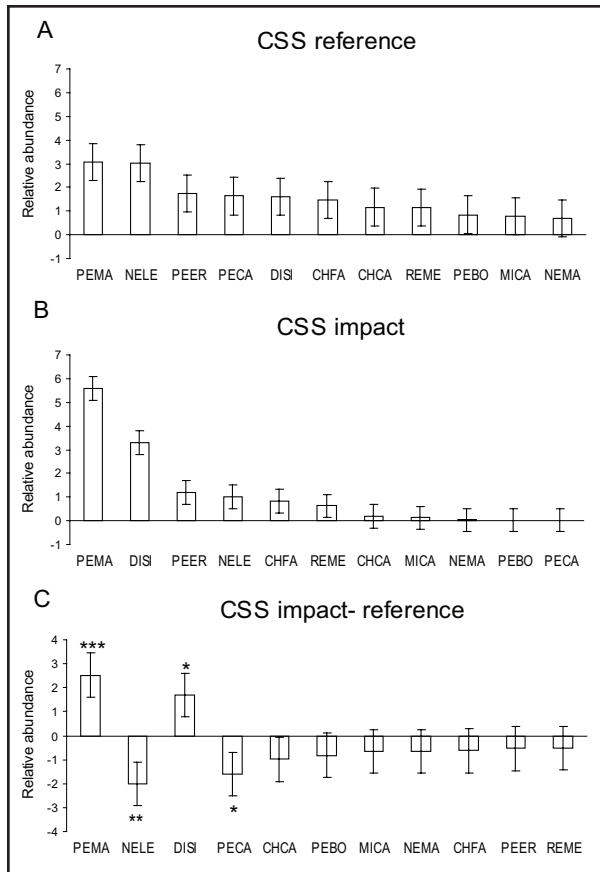 A
CSS reference
Relative abundance
7
6
5
4
3
2
1
0
-1
PEMA NELE PEER PECA DISI CHFA CHCA REME PEBO MICA NEMA
B
CSS impact
Relative abundance
7
6
5
4
3
2
1
0
-1
PEMA DISI PEER NELE CHFA REME CHCA MICA NEMA PEBO PECA
C
CSS impact- reference
Relative abundance
4
3
2
1
0
-1
-2
-3
-4
***
*
**
*
PEMA NELE DISI PECA CHCA PEBO MICA NEMA CHFA PEER REME